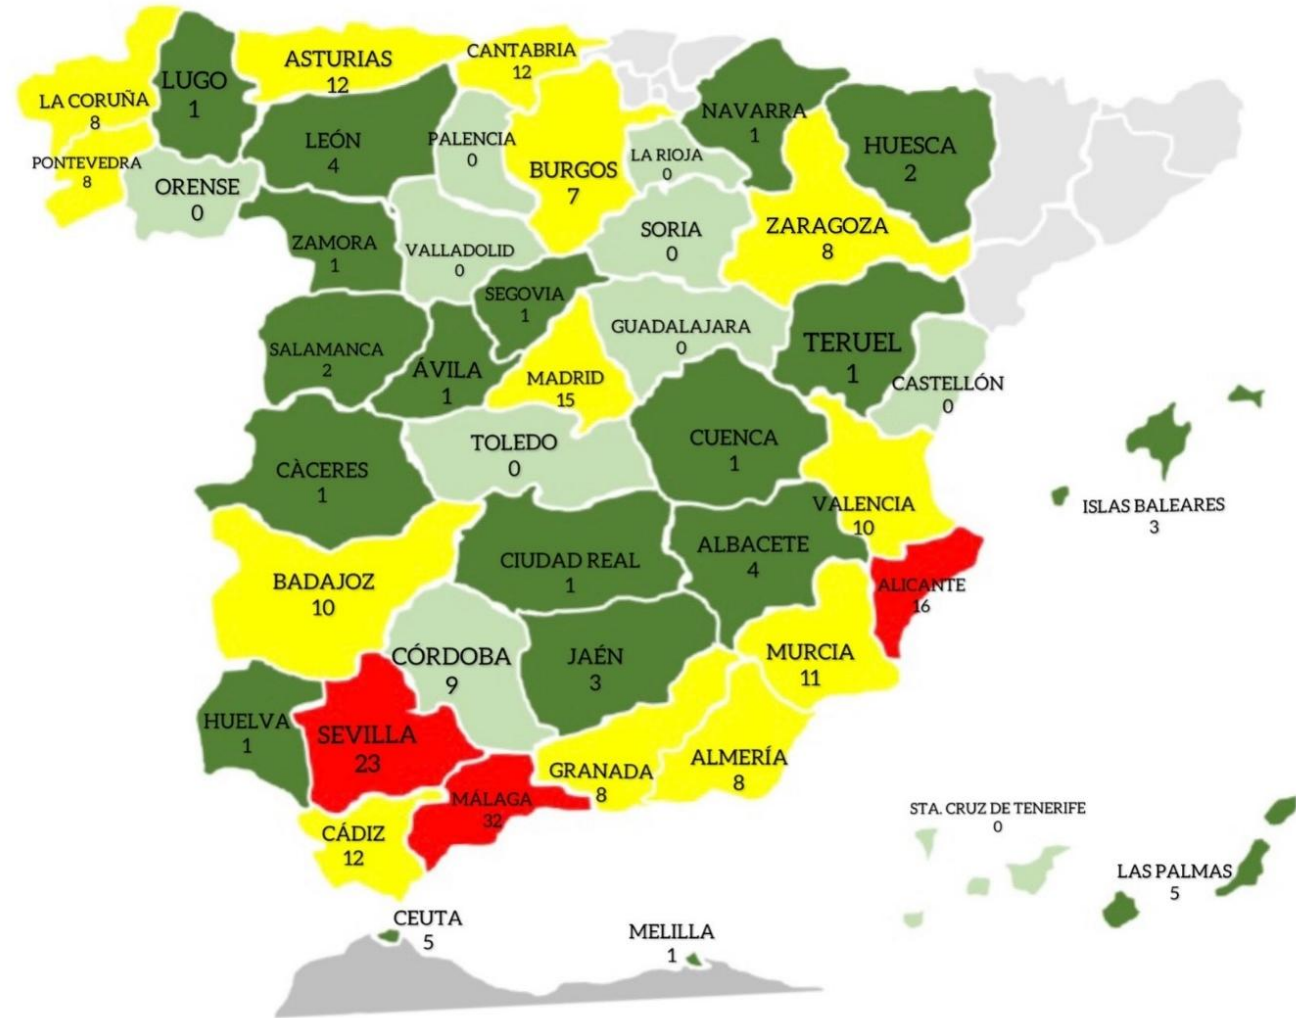 LUGO
1
ASTURIAS
12
CANTABRIA
12
LA CORUÑA
8
PONTEVEDRA
8
ORENSE
0
LEÓN
4
PALENCIA
0
BURGOS
7
LA RIOJA
0
NAVARRA
1
HUESCA
2
ZAMORA
1
VALLADOLID
0
SORIA
0
ZARAGOZA
8
SEGOVIA
1
GUADALAJARA
0
TERUEL
1
SALAMANCA
2
ÁVILA
1
MADRID
15
CASTELLÓN
0
CÀCERES
1
TOLEDO
0
CUENCA
1
VALENCIA
10
ISLAS BALEARES
3
BADAJOZ
10
CIUDAD REAL
1
ALBACETE
4
ALICANTE
16
CÓRDOBA
9
JAÉN
3
MURCIA
11
HUELVA
1
SEVILLA
23
MÁLAGA
32
GRANADA
8
ALMERÍA
8
CÁDIZ
12
STA. CRUZ DE TENERIFE
0
LAS PALMAS
5
CEUTA
5
MELILLA
1